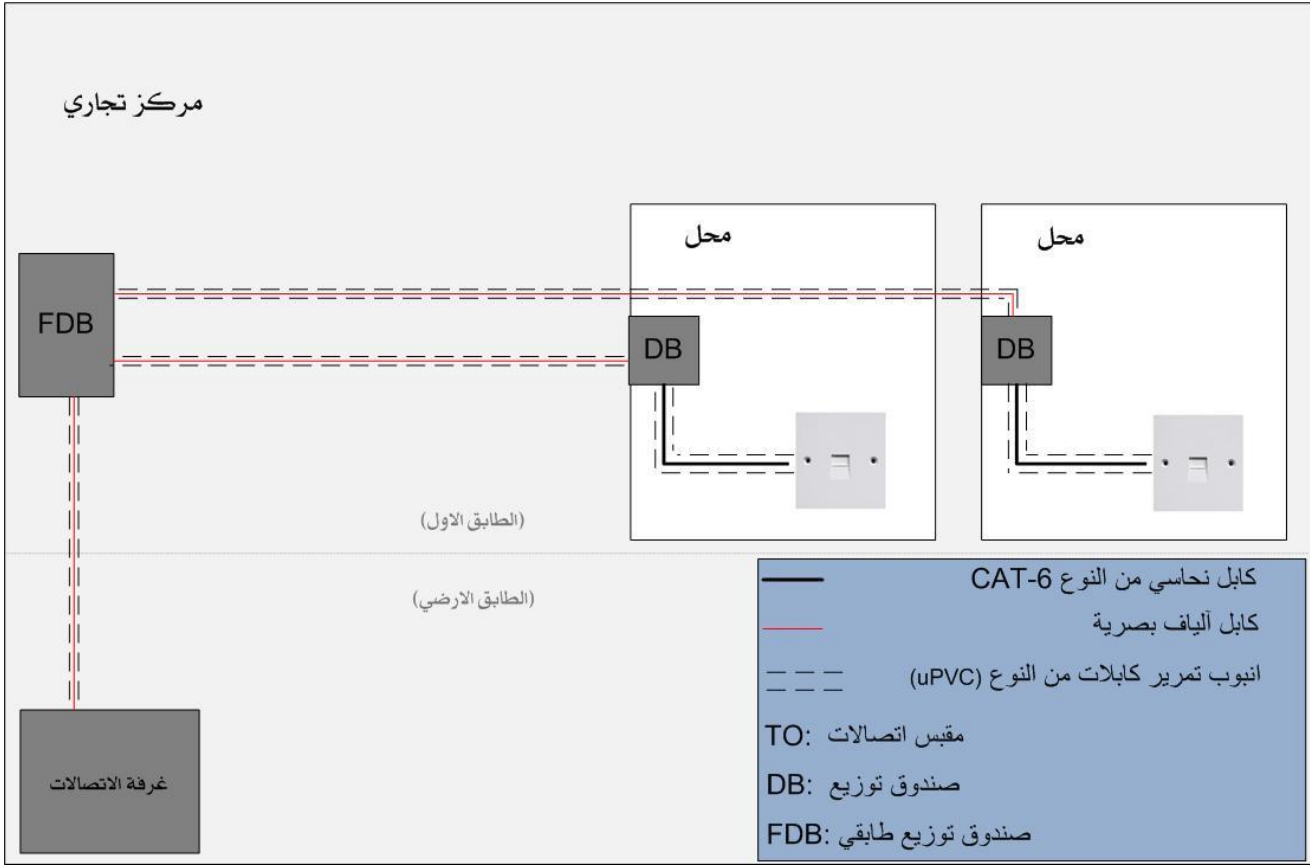 مركز تجاري
محل
محل
FDB
DB
DB
(الطابق الاول)
(الطابق الارضي)
غرفة الاتصالات
كابل نحاسي من النوع CAT-6
كابل آلياف بصرية
انبوب تمرير كابلات من النوع (uPVC)
مقبس اتصالات :TO
صندوق توزيع :DB
صندوق توزيع طابقي :FDB